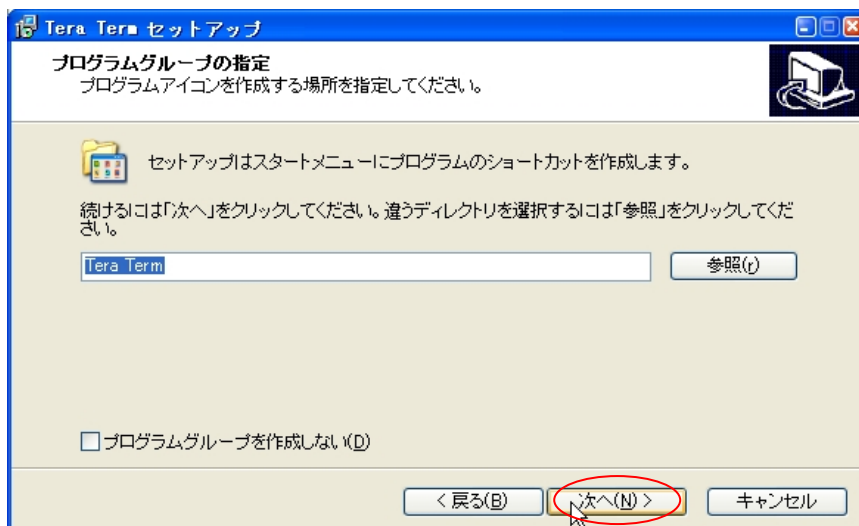 Tera Term セットアップ
プログラムグループの指定
プログラムアイコンを作成する場所を指定してください。
セットアップはスタートメニューにプログラムのショートカットを作成します。
続けるには「次へ」をクリックしてください。違うディレクトリを選択するには「参照」をクリックしてくだ
さい。
Tera Term
参照(r)
プログラムグループを作成しない(D)
< 戻る(B)
次へ(N) >
キャンセル